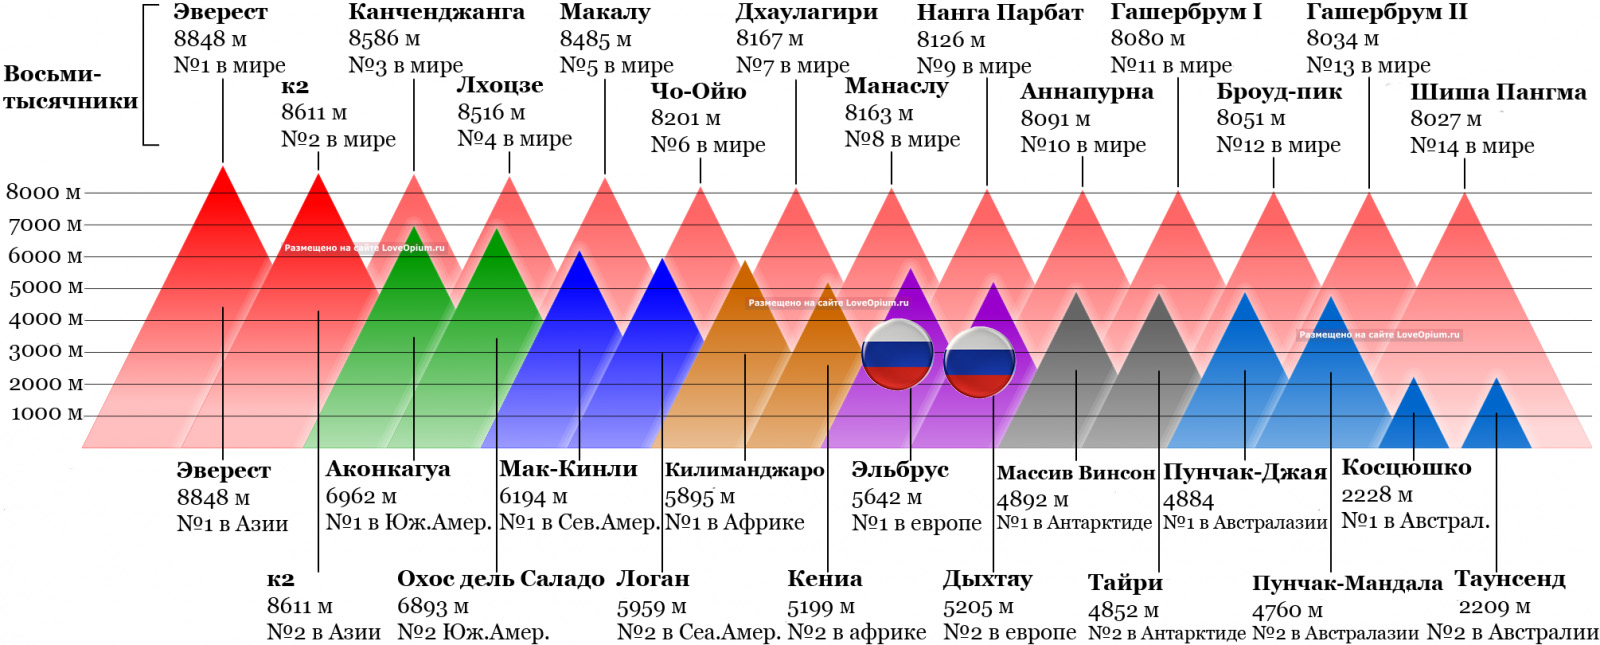 Восьми-
тысячники
Эверест
8848 м
№1 в мире
к2
8611 м
№2 в мире
Канченджанга
8586 м
№3 в мире
Лхоцзе
8516 м
№4 в мире
Макалу
8485 м
№5 в мире
Чо-Ойю
8201 м
№6 в мире
Дхаулагири
8167 м
№7 в мире
Манаслу
8163 м
№8 в мире
Нанга Парбат
8126 м
№9 в мире
Аннапурна
8091 м
№10 в мире
Гашербрум I
8080 м
№11 в мире
Броуд-пик
8051 м
№12 в мире
Гашербрум II
8034 м
№13 в мире
Шиша Пангма
8027 м
№14 в мире
8000 м
7000 м
6000 м
5000 м
4000 м
3000 м
2000 м
1000 м
Размещено на сайте LoveOpium.ru
Размещено на сайте LoveOpium.ru
Размещено на сайте LoveOpium.ru
Эверест
8848 м
№1 в Азии
к2
8611 м
№2 в Азии
Аконкагуа
6962 м
№1 в Юж.Амер.
Охос дель Саладо
6893 м
№2 Юж.Амер.
Мак-Кинли
6194 м
№1 в Сев.Амер.
Логан
5959 м
№2 в Сеа.Амер.
Килиманджаро
5895 м
№1 в Африке
Кениа
5199 м
№2 в африке
Эльбрус
5642 м
№1 в европе
Дыхтау
5205 м
№2 в европе
Массив Винсон
4892 м
№1 в Антарктиде
Тайри
4852 м
№2 в Антарктиде
Пунчак-Джая
4884
№1 в Австралазии
Пунчак-Мандала
4760 м
№2 в Австралазии
Косцюшко
2228 м
№1 в Австрал.
Таунсенд
2209 м
№2 в Австралии